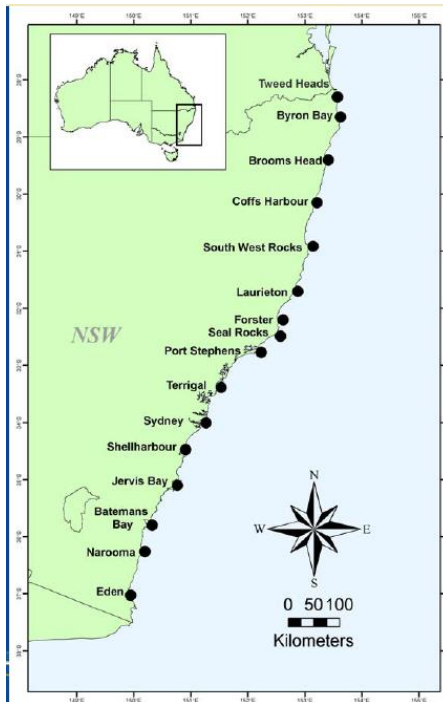 Tweed Heads
Byron Bay
Brooms Head
Coffs Harbour
South West Rocks
Laurieton
Forster
Seal Rocks
NSW
Port Stephens
Terrigal
Sydney
Shellharbour
Jervis Bay
Batemans
Bay
Narooma
Eden
N
W E
S
0 50 100
Kilometers